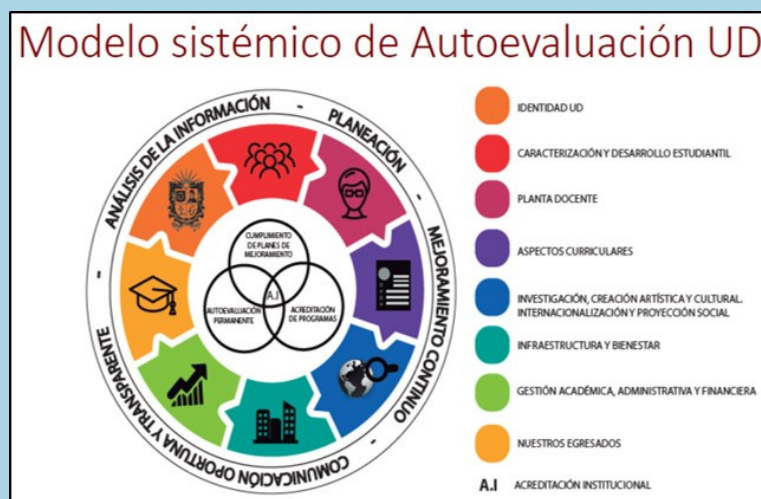 Modelo sistémico de Autoevaluación UD
ANÁLISIS DE LA INFORMACIÓN - PLANEACIÓN - MEJORAMIENTO CONTINUO - COMUNICACIÓN OPORTUNA Y TRANSPARENTE -
CUMPLIMIENTO
DE PLANES DE
MEJORAMIENTO
A.I
AUTOEVALUACIÓN
PERMANENTE
ACREDITACIÓN
DE PROGRAMAS
IDENTIDAD UD
CARACTERIZACIÓN Y DESARROLLO ESTUDIANTIL
PLANTA DOCENTE
ASPECTOS CURRICULARES
INVESTIGACIÓN, CREACIÓN ARTÍSTICA Y CULTURAL.
INTERNACIONALIZACIÓN Y PROYECCIÓN SOCIAL
INFRAESTRUCTURA Y BIENESTAR
GESTIÓN ACADÉMICA, ADMINISTRATIVA Y FINANCIERA
NUESTROS EGRESADOS
A.I ACREDITACIÓN INSTITUCIONAL